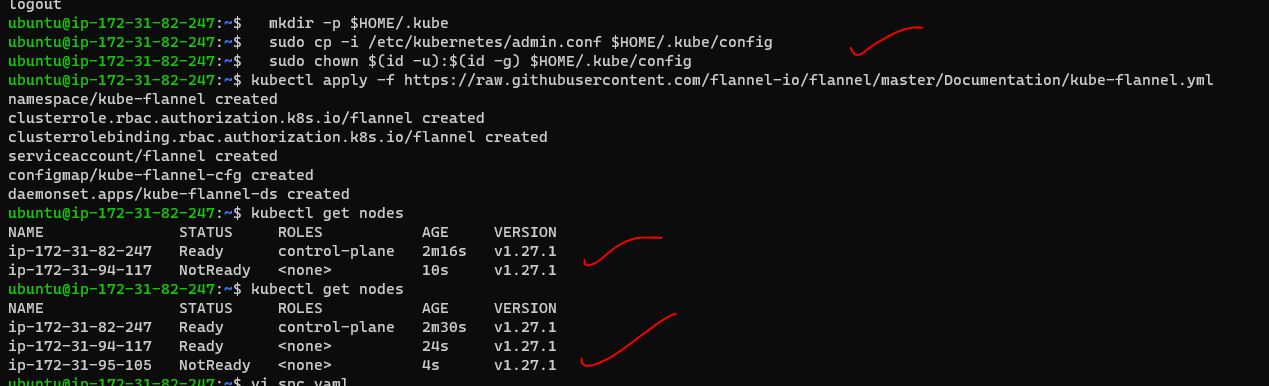 logout
ubuntu@ip-172-31-82-247:~$   mkdir -p $HOME/.kube
ubuntu@ip-172-31-82-247:~$   sudo cp -i /etc/kubernetes/admin.conf $HOME/.kube/config
ubuntu@ip-172-31-82-247:~$   sudo chown $(id -u):$(id -g) $HOME/.kube/config
ubuntu@ip-172-31-82-247:~$ kubectl apply -f https://raw.githubusercontent.com/flannel-io/flannel/master/Documentation/kube-flannel.yml
namespace/kube-flannel created
clusterrole.rbac.authorization.k8s.io/flannel created
clusterrolebinding.rbac.authorization.k8s.io/flannel created
serviceaccount/flannel created
configmap/kube-flannel-cfg created
daemonset.apps/kube-flannel-ds created
ubuntu@ip-172-31-82-247:~$ kubectl get nodes
NAME               STATUS     ROLES           AGE     VERSION
ip-172-31-82-247   Ready      control-plane   2m16s   v1.27.1
ip-172-31-94-117   NotReady   <none>          10s     v1.27.1
ubuntu@ip-172-31-82-247:~$ kubectl get nodes
NAME               STATUS     ROLES           AGE     VERSION
ip-172-31-82-247   Ready      control-plane   2m30s   v1.27.1
ip-172-31-94-117   Ready      <none>          24s     v1.27.1
ip-172-31-95-105   NotReady   <none>          4s      v1.27.1
ubuntu@ip-172-31-82-247:~$ vi spc.yaml